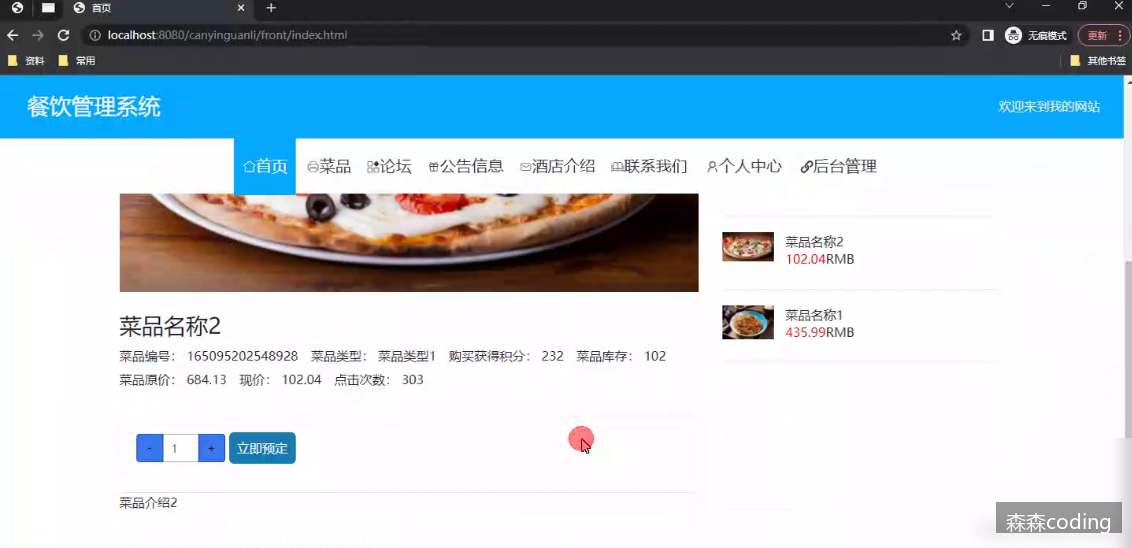 首页
localhost:8080/canyinguanli/front/index.html
无痕模式
更新
资料
常用
其他书签
餐饮管理系统
欢迎来到我的网站
首页
菜品
论坛
公告信息
酒店介绍
联系我们
个人中心
后台管理
菜品名称2
菜品编号： 165095202548928 菜品类型： 菜品类型1 购买获得积分： 232 菜品库存： 102
菜品原价： 684.13 现价： 102.04 点击次数： 303
- 1 + 立即预定
菜品介绍2
菜品名称2
102.04RMB
菜品名称1
435.99RMB
森森coding